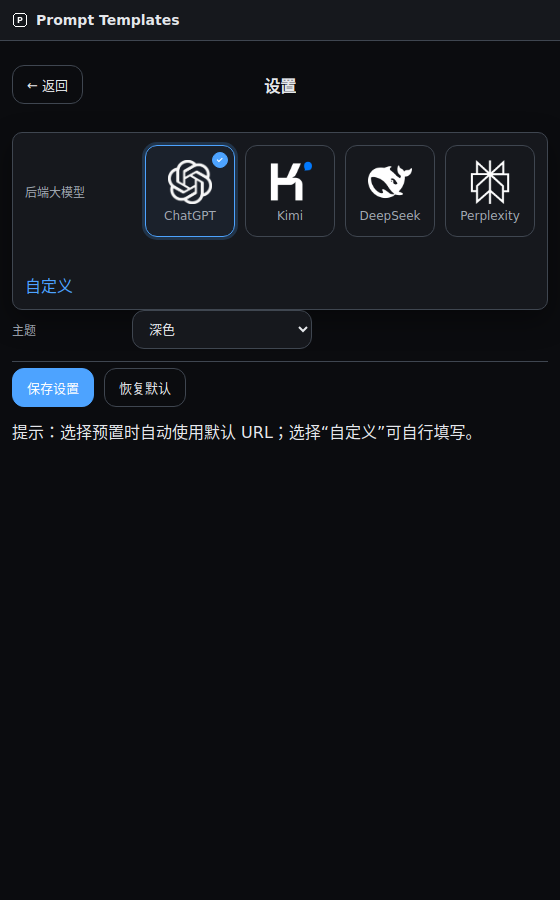 P Prompt Templates
← 返回
设置
后端大模型
ChatGPT
Kimi
DeepSeek
Perplexity
自定义
主题
深色
保存设置
恢复默认
提示：选择预置时自动使用默认 URL；选择“自定义”可自行填写。